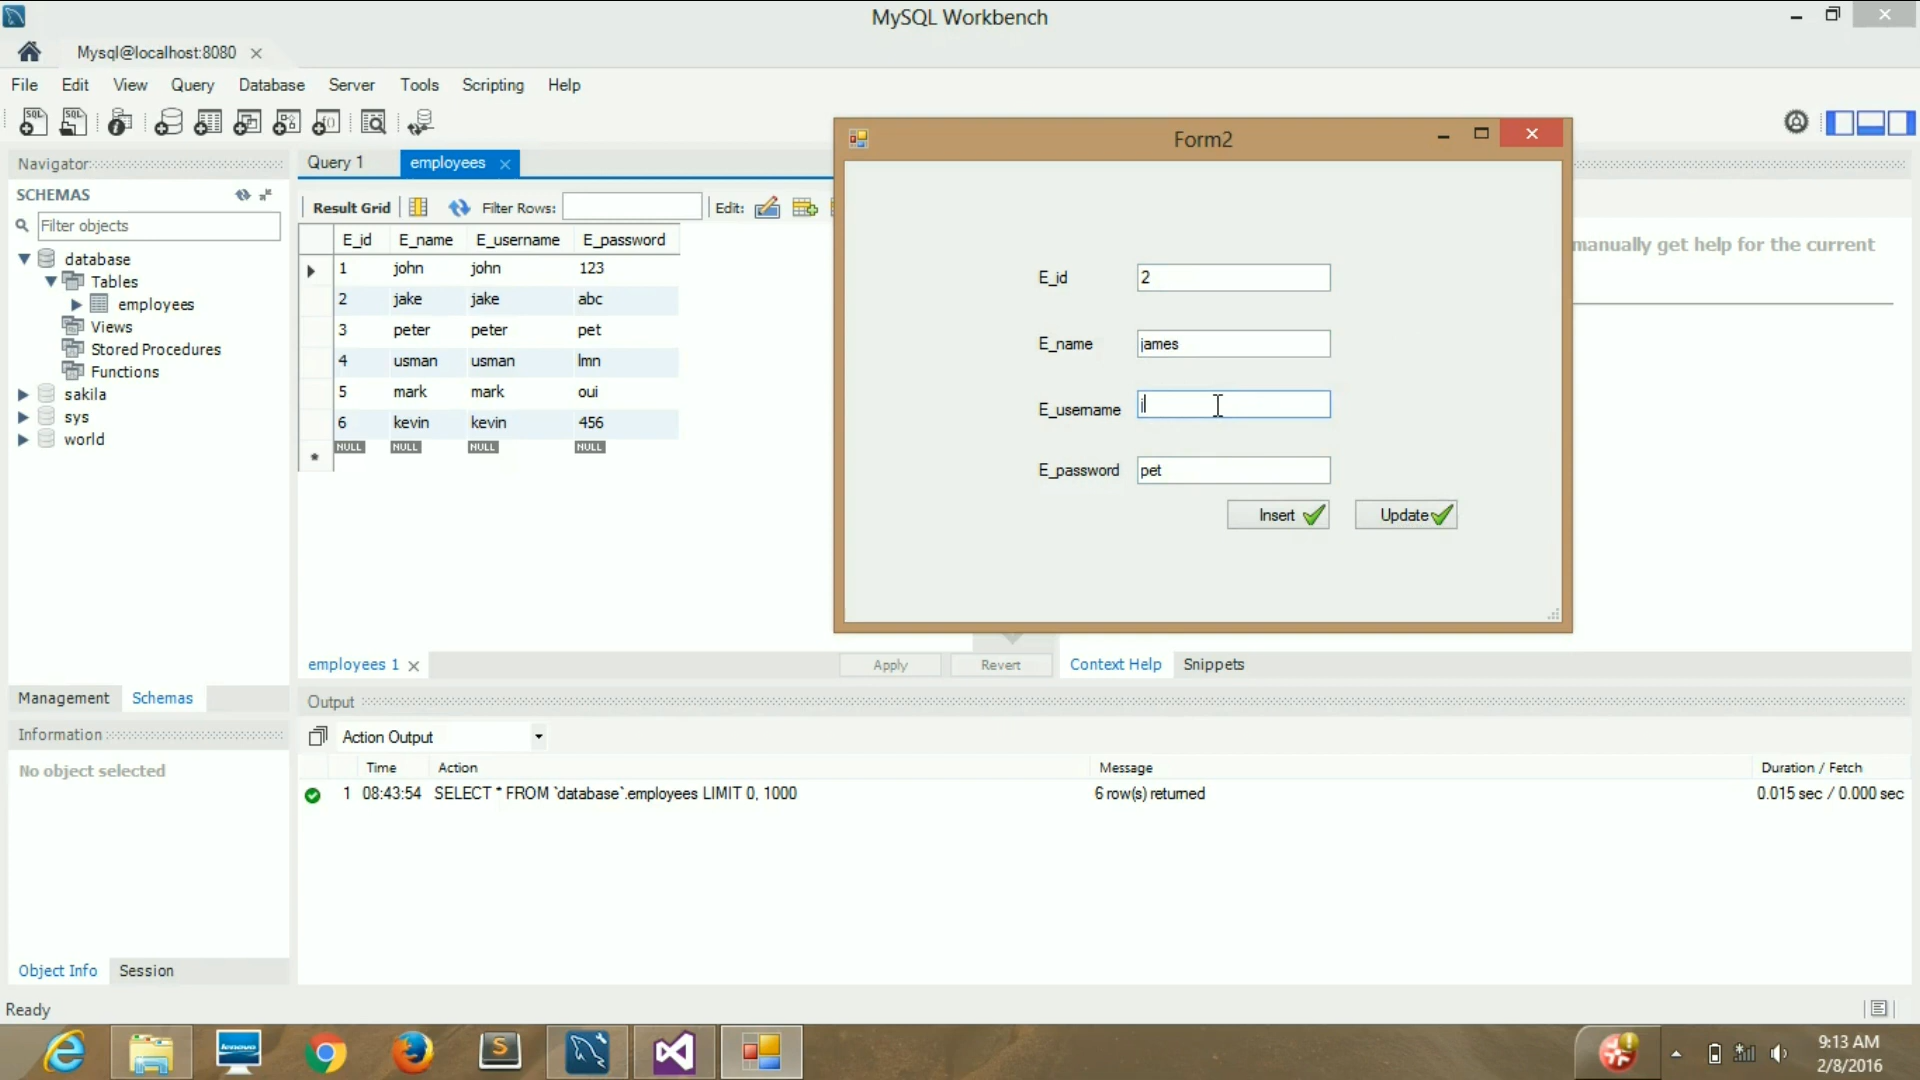 MySQL Workbench
Mysql@localhost:8080
File Edit View Query Database Server Tools Scripting Help
Navigator
SCHEMAS
Filter objects
database
Tables
employees
Views
Stored Procedures
Functions
sakila
sys
world
Management Schemas
Information
No object selected
Object Info Session
Query 1 employees
Result Grid Filter Rows: Edit:
E_id E_name E_username E_password
1 john john 123
2 jake jake abc
3 peter peter pet
4 usman usman lmn
5 mark mark oui
6 kevin kevin 456
NULL NULL NULL NULL
employees 1 Apply Revert
manually get help for the current
Context Help Snippets
Form2
E_id 2
E_name james
E_username
E_password pet
Insert Update
Output
Action Output
Time Action Message Duration / Fetch
1 08:43:54 SELECT * FROM `database`.employees LIMIT 0, 1000 6 row(s) returned 0.015 sec / 0.000 sec
Ready
lenovo
S
9:13 AM
2/8/2016